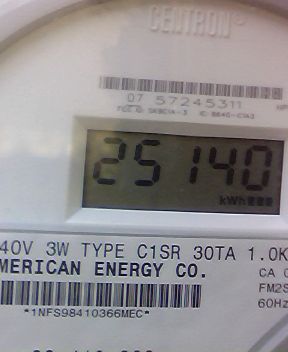 CENTRON®
07 57245311
25140
kWh
40V 3W TYPE C1SR 30TA 1.0K
MERICAN ENERGY CO.
CA 0
FM2S
60Hz
*1NFS98410366MEC*